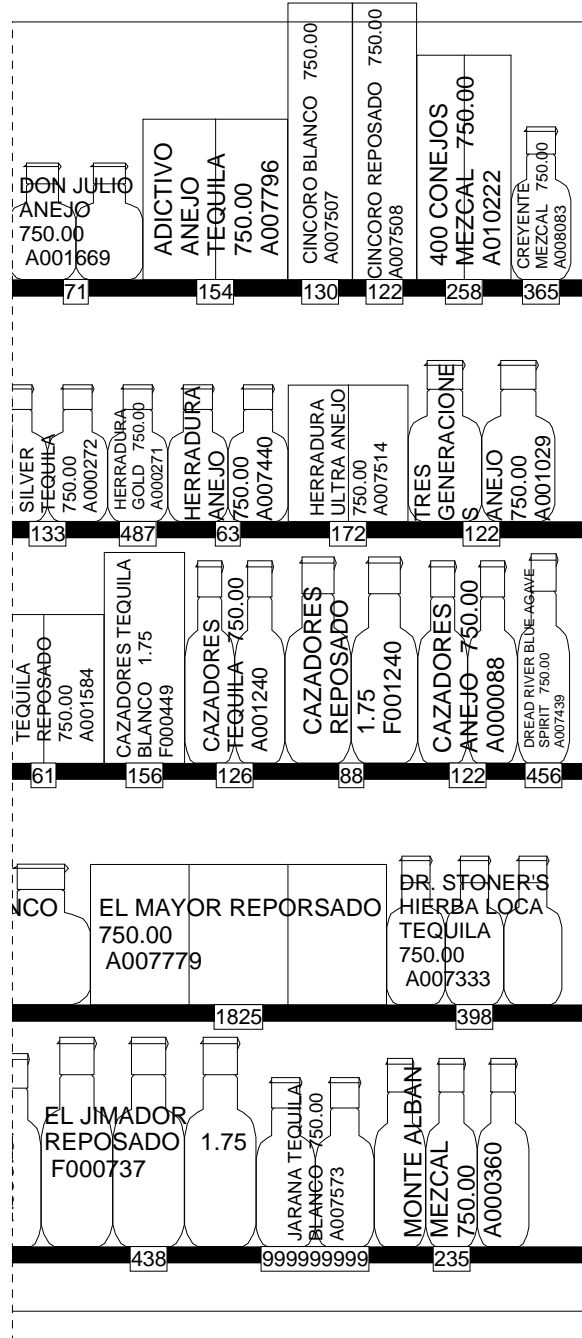 DON JULIO
ANEJO
750.00
A001669
ADICTIVO
ANEJO
TEQUILA
750.00
A007796
CINCORO BLANCO 750.00
A007507
CINCORO REPOSADO 750.00
A007508
400 CONEJOS
MEZCAL 750.00
A010222
CREYENTE
MEZCAL 750.00
A008083
71
154
130
122
258
365
SILVER
TEQUILA
750.00
A000272
HERRADURA
GOLD 750.00
A000271
HERRADURA
ANEJO
750.00
A007440
HERRADURA
ULTRA ANEJO
750.00
A007514
TRES
GENERACIONE
S
ANEJO
750.00
A001029
133
487
63
172
122
TEQUILA
REPOSADO
750.00
A001584
CAZADORES TEQUILA
BLANCO 1.75
F000449
CAZADORES
TEQUILA 750.00
A001240
CAZADORES
REPOSADO
1.75
F001240
CAZADORES
ANEJO 750.00
A000088
DREAD RIVER BLUE AGAVE
SPIRIT 750.00
A007439
61
156
126
88
122
456
NCO
EL MAYOR REPORSADO
750.00
A007779
DR. STONER'S
HIERBA LOCA
TEQUILA
750.00
A007333
1825
398
EL JIMADOR
REPOSADO 1.75
F000737
JARANA TEQUILA
BLANCO 750.00
A007573
MONTE ALBAN
MEZCAL
750.00
A000360
438
999999999
235